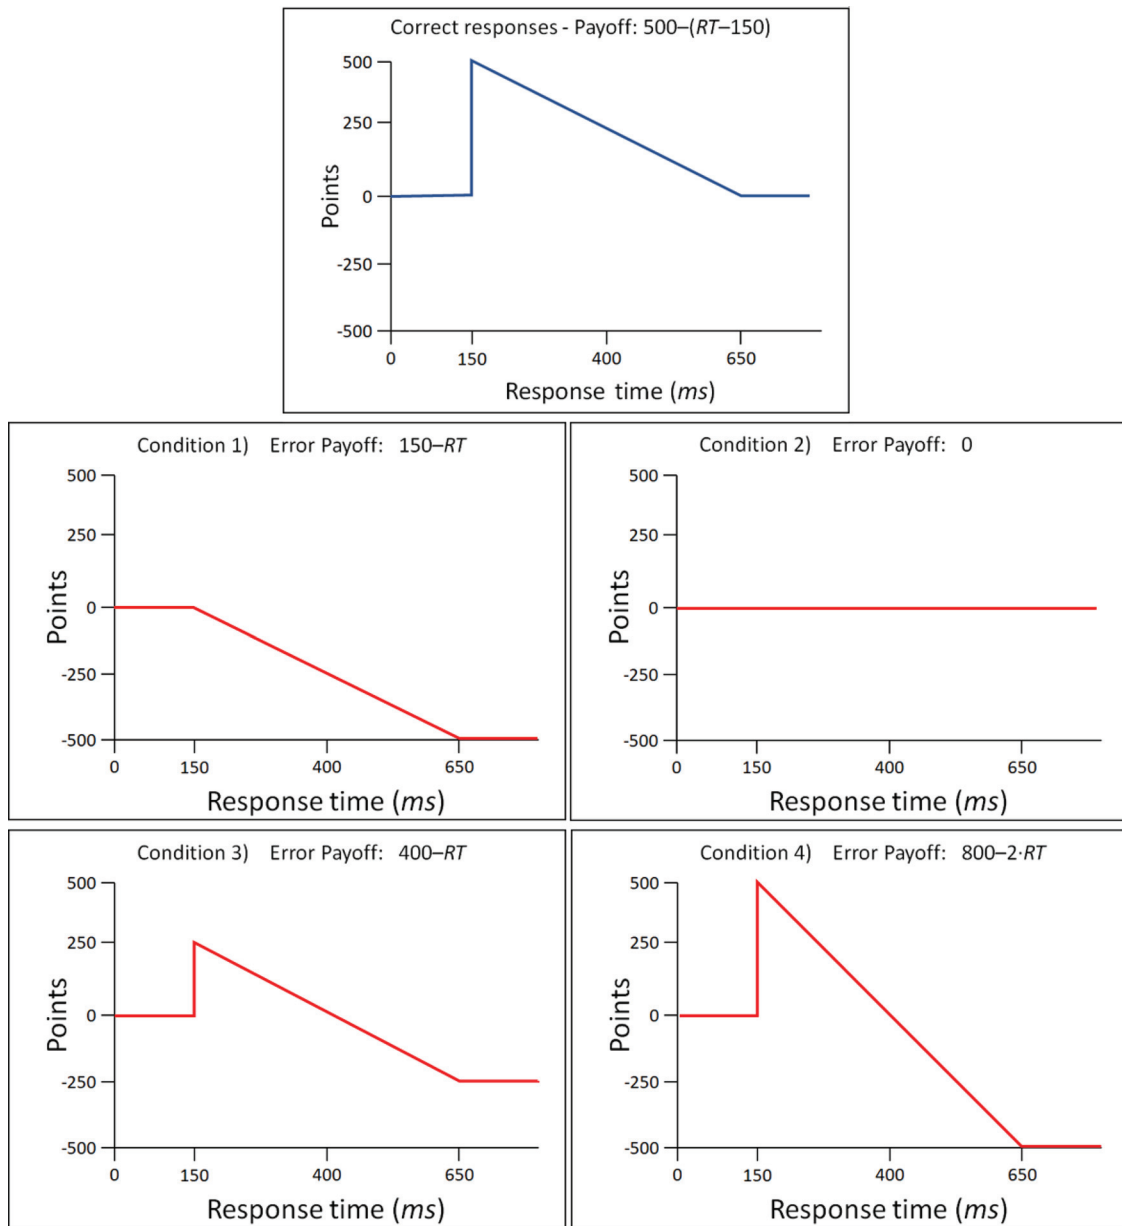 Correct responses - Payoff: 500–(RT–150)
500
250
0
-250
-500
Points
0 150 400 650
Response time (ms)
Condition 1) Error Payoff: 150–RT
500
250
0
-250
-500
Points
0 150 400 650
Response time (ms)
Condition 2) Error Payoff: 0
500
250
0
-250
-500
Points
0 150 400 650
Response time (ms)
Condition 3) Error Payoff: 400–RT
500
250
0
-250
-500
Points
0 150 400 650
Response time (ms)
Condition 4) Error Payoff: 800–2·RT
500
250
0
-250
-500
Points
0 150 400 650
Response time (ms)